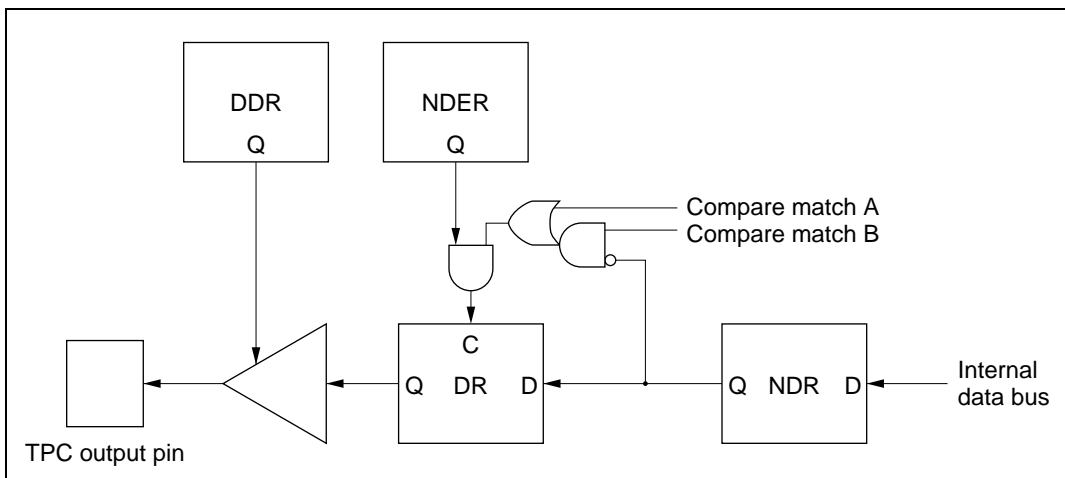 DDR
Q
NDER
Q
Compare match A
Compare match B
C
Q DR D
Q NDR D
Internal
data bus
TPC output pin